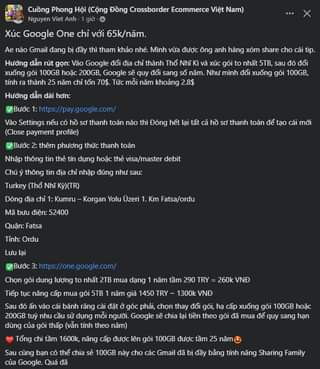 Cuồng Phong Hội (Cộng Đồng Crossborder Ecommerce Việt Nam)
Nguyen Viet Anh · 1 giờ ·
Xúc Google One chỉ với 65k/năm.
Ae nào Gmail đang bị đầy thì tham khảo nhé. Mình vừa được ông anh hàng xóm share cho cái tip.
Hướng dẫn rút gọn: Vào Google đổi địa chỉ thành Thổ Nhĩ Kì và xúc gói to nhất 5TB, sau đó đổi
xuống gói 100GB hoặc 200GB, Google sẽ quy đổi sang số năm. Như mình đổi xuống gói 100GB,
tính ra thành 25 năm chỉ tốn 70$. Tức mỗi năm khoảng 2.8$
Hướng dẫn dài hơn:
✅Bước 1: https://pay.google.com/
Vào Settings nếu có hồ sơ thanh toán nào thì Đóng hết lại tất cả hồ sơ thanh toán để tạo cái mới
(Close payment profile)
✅Bước 2: thêm phương thức thanh toán
Nhập thông tin thẻ tín dụng hoặc thẻ visa/master debit
Chú ý thông tin địa chỉ nhập đúng như sau:
Turkey (Thổ Nhĩ Kỳ)(TR)
Dòng địa chỉ 1: Kumru – Korgan Yolu Üzeri 1. Km Fatsa/ordu
Mã bưu điện: 52400
Quận: Fatsa
Tỉnh: Ordu
Lưu lại
✅Bước 3: https://one.google.com/
Chọn gói dung lượng to nhất 2TB mua dạng 1 năm tầm 290 TRY = 260k VNĐ
Tiếp tục nâng cấp mua gói 5TB 1 năm giá 1450 TRY – 1300k VNĐ
Sau đó ấn vào cái bánh răng cài đặt ở góc phải, chọn thay đổi gói, hạ cấp xuống gói 100GB hoặc
200GB tuỳ nhu cầu sử dụng mỗi người. Google sẽ chia lại tiền theo gói đã mua để quy sang hạn
dùng của gói thấp (vẫn tính theo năm)
❤️ Tổng chi tầm 1600k, nâng cấp được lên gói 100GB được tầm 25 năm🤩
Sau cùng bạn có thể chia sẻ 100GB này cho các Gmail đã bị đầy bằng tính năng Sharing Family
của Google. Quá đã